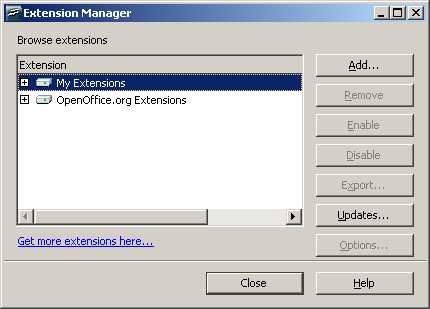 Extension Manager
Browse extensions
Extension
My Extensions
OpenOffice.org Extensions
Add...
Remove
Enable
Disable
Export...
Updates...
Options...
Get more extensions here...
Close
Help